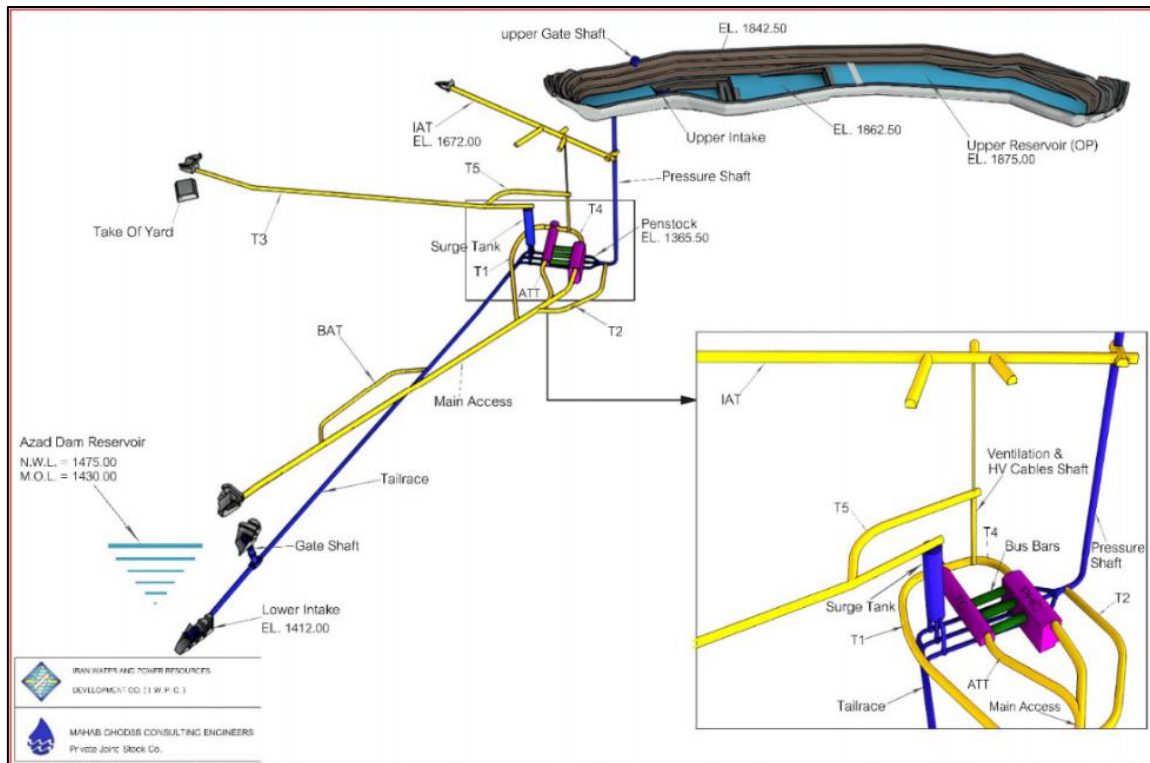 upper Gate Shaft
EL. 1842.50
IAT
EL. 1672.00
Upper Intake
EL. 1862.50
Upper Reservoir (OP)
EL. 1875.00
T5
Pressure Shaft
Take Of Yard
T3
Surge Tank
T4
Penstock
EL. 1365.50
T1
ATT
T2
BAT
Main Access
Azad Dam Reservoir
N.W.L. = 1475.00
M.O.L. = 1430.00
Tailrace
Gate Shaft
Lower Intake
EL. 1412.00
IAT
Ventilation &
HV Cables Shaft
T5
T4
Bus Bars
Pressure
Shaft
Surge Tank
PHC
T2
T1
ATT
Tailrace
Main Access
IRAN WATER AND POWER RESOURCES
DEVELOPMENT CO. ( I. W. P. C. )
MAHAB GHODSS CONSULTING ENGINEERS
Private Joint Stock Co.